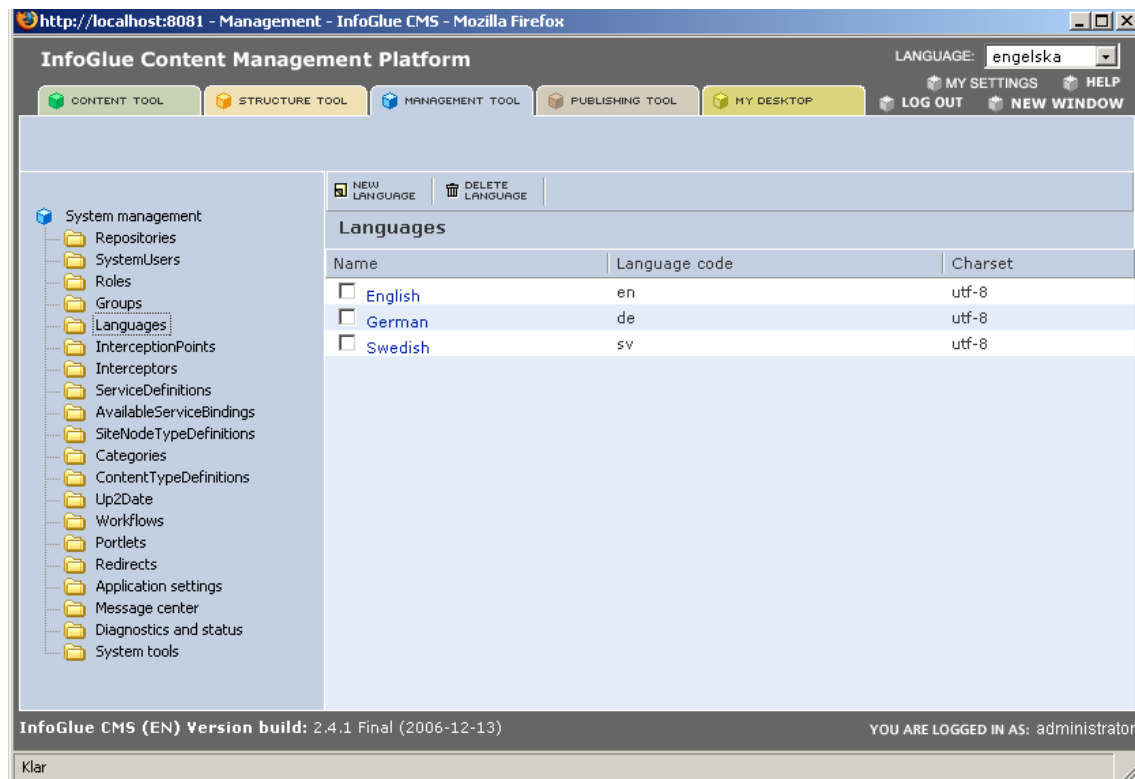 http://localhost:8081 - Management - InfoGlue CMS - Mozilla Firefox
InfoGlue Content Management Platform
LANGUAGE: engelska
MY SETTINGS HELP
LOG OUT NEW WINDOW
CONTENT TOOL STRUCTURE TOOL MANAGEMENT TOOL PUBLISHING TOOL MY DESKTOP
System management
Repositories
SystemUsers
Roles
Groups
Languages
InterceptionPoints
Interceptors
ServiceDefinitions
AvailableServiceBindings
SiteNodeTypeDefinitions
Categories
ContentTypeDefinitions
Up2Date
Workflows
Portlets
Redirects
Application settings
Message center
Diagnostics and status
System tools
NEW LANGUAGE DELETE LANGUAGE
Languages
Name Language code Charset
English en utf-8
German de utf-8
Swedish sv utf-8
InfoGlue CMS (EN) Version build: 2.4.1 Final (2006-12-13)
YOU ARE LOGGED IN AS: administrator
Klar